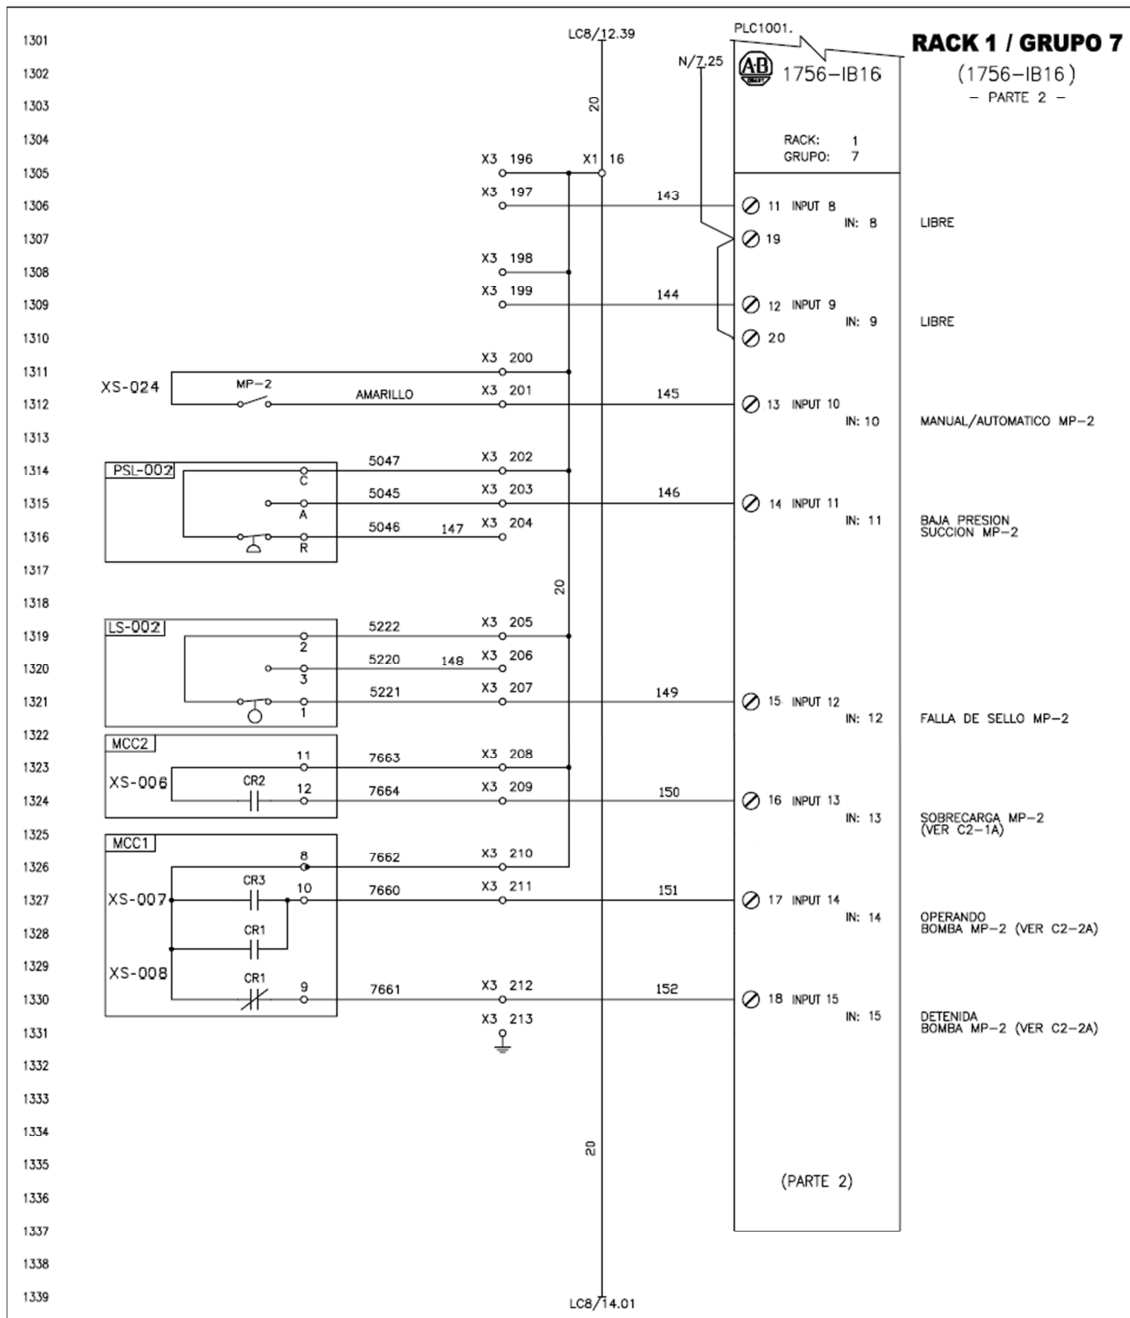 1301 LC8/12.39 PLC1001. RACK 1 / GRUPO 7
1302 N/7.25 A-B 1756-IB16 (1756-IB16)
1303 20 - PARTE 2 -
1304 RACK: 1
GRUPO: 7
1305 X3 196 X1 16
1306 X3 197 143 11 INPUT 8
IN: 8 LIBRE
1307 19
1308 X3 198
1309 X3 199 144 12 INPUT 9
IN: 9 LIBRE
1310 20
1311 X3 200
XS-024 MP-2
1312 AMARILLO X3 201 145 13 INPUT 10
IN: 10 MANUAL/AUTOMATICO MP-2
1313
1314 PSL-002 C 5047 X3 202
1315 A 5045 X3 203 146 14 INPUT 11
IN: 11 BAJA PRESION
SUCCION MP-2
1316 R 5046 147 X3 204
1317
20
1318
1319 LS-002 2 5222 X3 205
1320 3 5220 148 X3 206
1321 1 5221 X3 207 149 15 INPUT 12
IN: 12 FALLA DE SELLO MP-2
1322 MCC2
1323 11 7663 X3 208
XS-006 CR2
1324 12 7664 X3 209 150 16 INPUT 13
IN: 13 SOBRECARGA MP-2
(VER C2-1A)
1325 MCC1
1326 8 7662 X3 210
CR3
1327 XS-007 10 7660 X3 211 151 17 INPUT 14
IN: 14 OPERANDO
BOMBA MP-2 (VER C2-2A)
1328 CR1
1329 XS-008 CR1
1330 9 7661 X3 212 152 18 INPUT 15
IN: 15 DETENIDA
BOMBA MP-2 (VER C2-2A)
1331 X3 213
1332
1333
1334
1335 20
1336 (PARTE 2)
1337
1338
1339 LC8/14.01